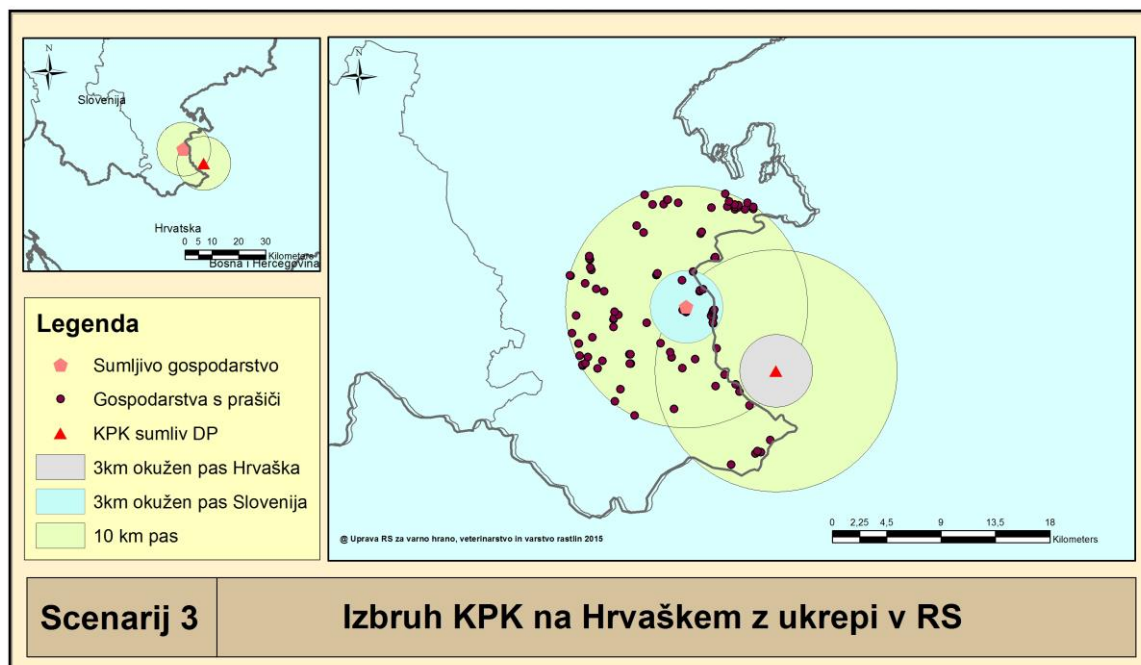 N
Slovenija
Hrvatska
0 5 10 20 30
Kilometers
Bosna i Hercegovina
Legenda
Sumljivo gospodarstvo
Gospodarstva s prašiči
KPK sumliv DP
3km okužen pas Hrvaška
3km okužen pas Slovenija
10 km pas
N
@ Uprava RS za varno hrano, veterinarstvo in varstvo rastlin 2015
0 2,25 4,5 9 13,5 18
Kilometers
Scenarij 3
Izbruh KPK na Hrvaškem z ukrepi v RS